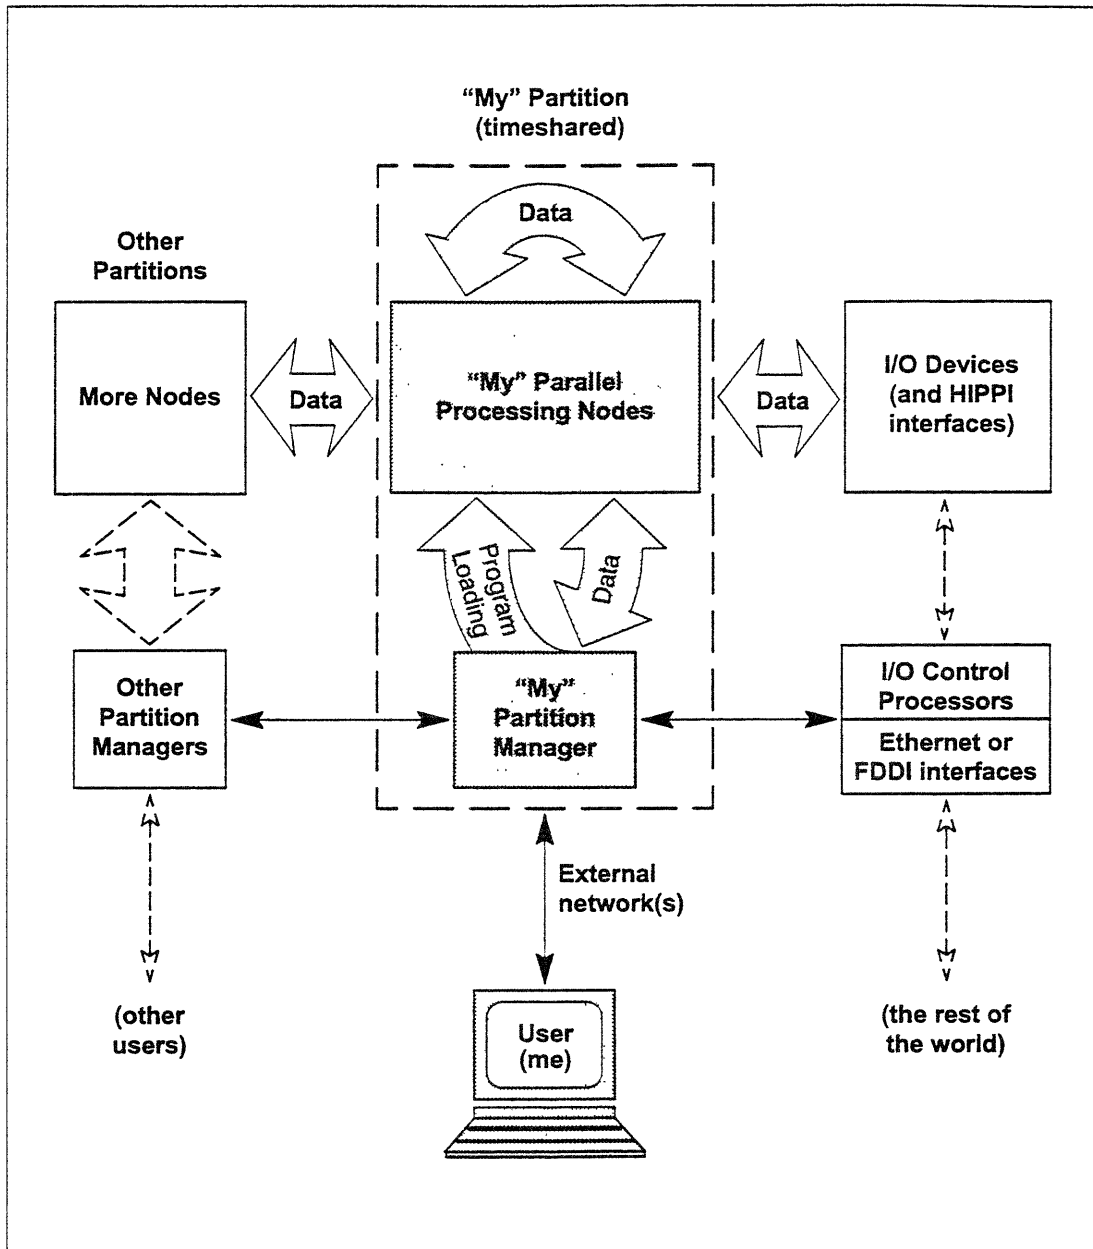 “My” Partition
(timeshared)
Data
Other
Partitions
More Nodes
Data
“My” Parallel
Processing Nodes
Data
I/O Devices
(and HIPPI
interfaces)
Program
Loading
Data
Other
Partition
Managers
“My”
Partition
Manager
I/O Control
Processors
Ethernet or
FDDI interfaces
External
network(s)
(other
users)
User
(me)
(the rest of
the world)